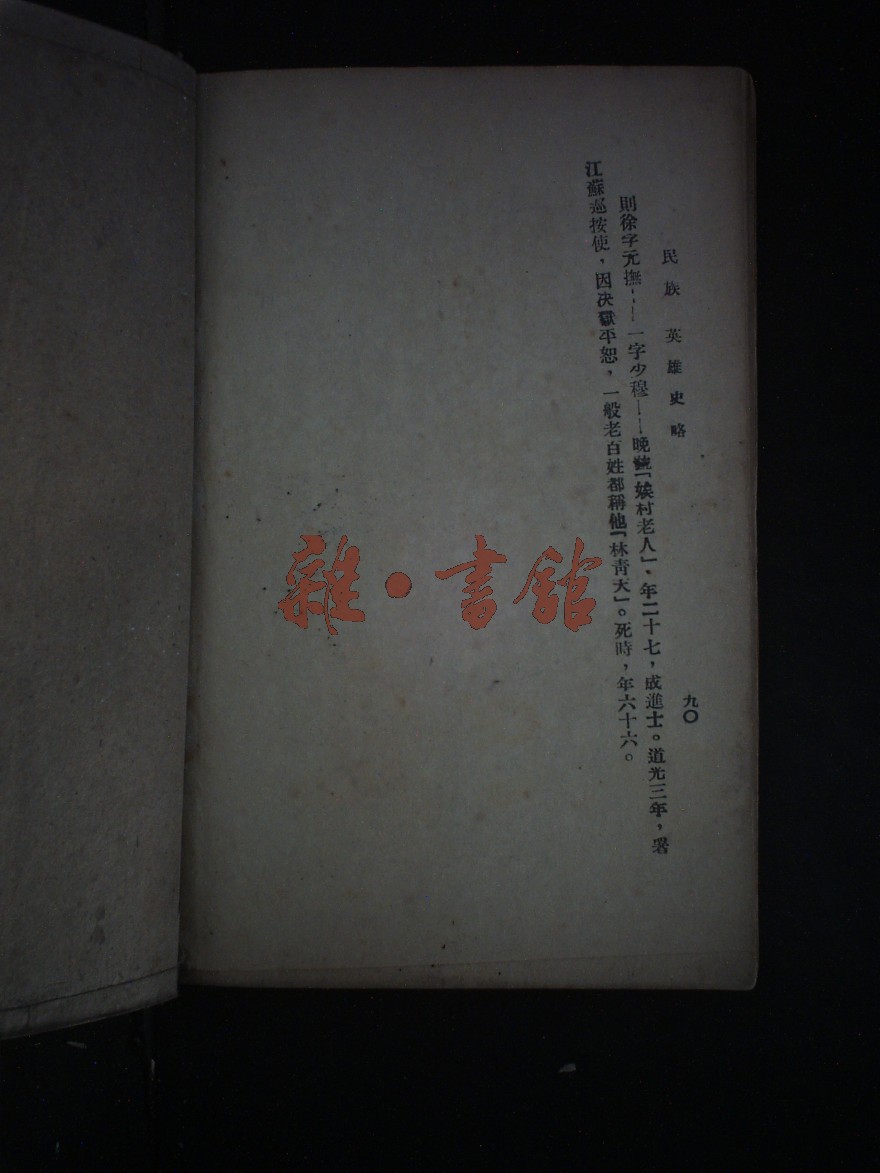 民族英雄史略
九〇
則徐字元撫——一字少穆——晚號「竢村老人」。年二十七,成進士。道光三年,署
江蘇巡按使,因決獄平恕,一般老百姓都稱他「林靑天」。死時,年六十六。
雜·書館